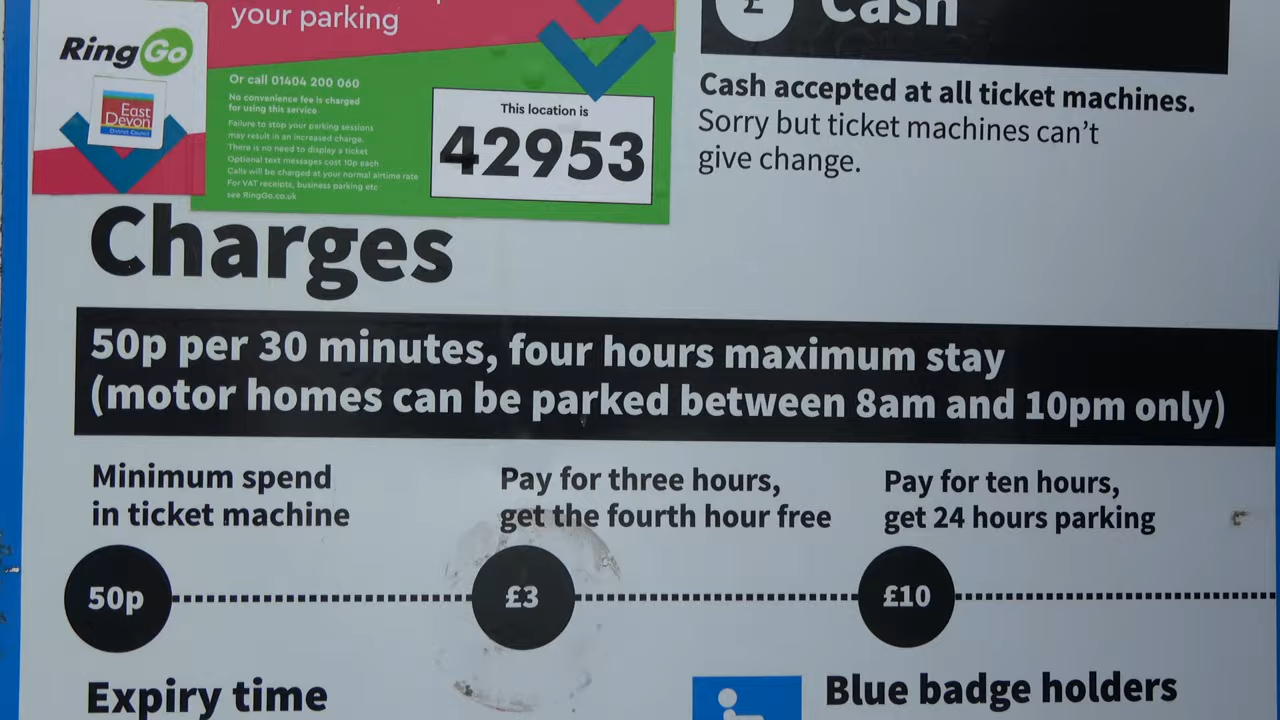 your parking
£ Cash
RingGo
Or call 01404 200 060
No convenience fee is charged
for using this service
Failure to stop your parking sessions
may result in an increased charge.
There is no need to display a ticket
Optional text messages cost 10p each
Calls will be charged at your normal airtime rate
For VAT receipts, business parking etc
see RingGo.co.uk
East
Devon
District Council
This location is
42953
Cash accepted at all ticket machines.
Sorry but ticket machines can't
give change.
Charges
50p per 30 minutes, four hours maximum stay
(motor homes can be parked between 8am and 10pm only)
Minimum spend
in ticket machine
50p
Pay for three hours,
get the fourth hour free
£3
Pay for ten hours,
get 24 hours parking
£10
Expiry time
Blue badge holders